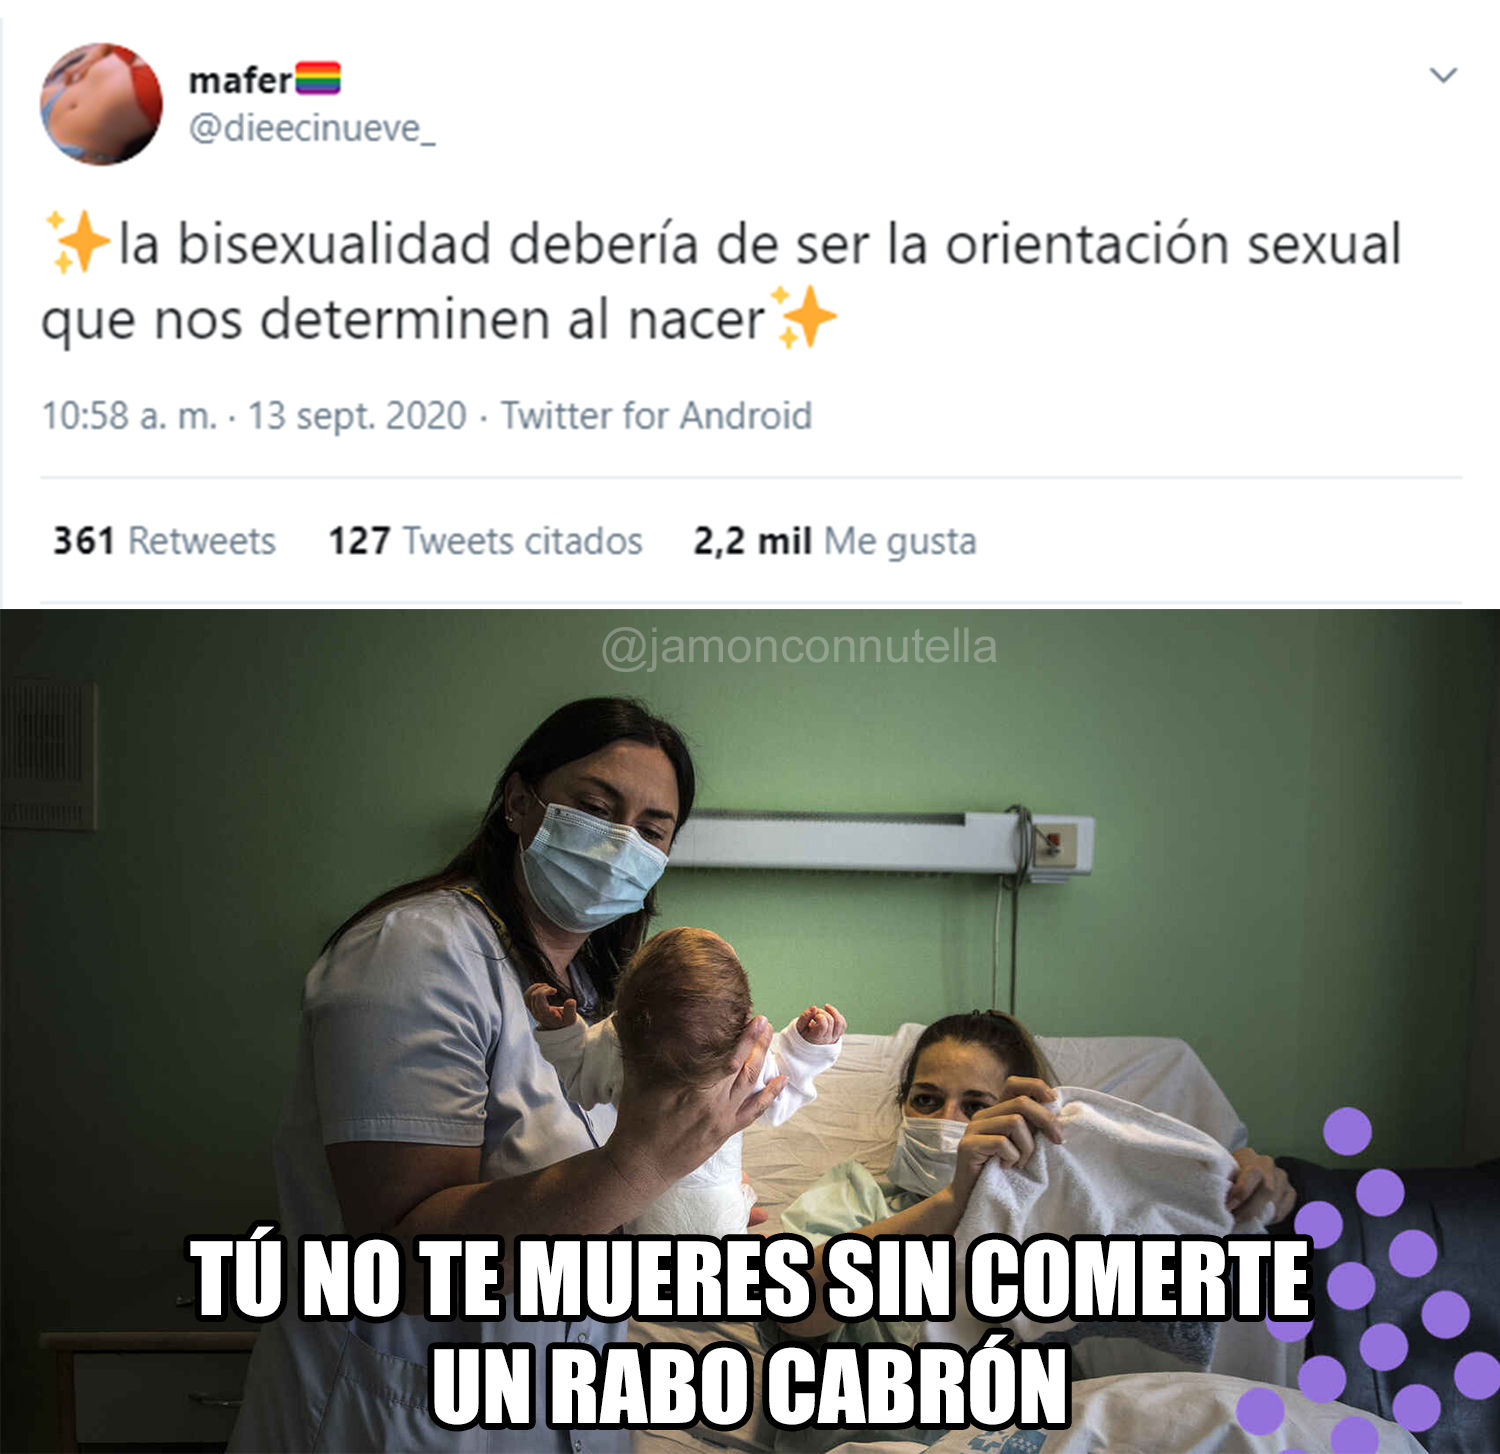 mafer
@dieecinueve_
✨la bisexualidad debería de ser la orientación sexual
que nos determinen al nacer✨
10:58 a. m. · 13 sept. 2020 · Twitter for Android
361 Retweets 127 Tweets citados 2,2 mil Me gusta
@jamonconnutella
TÚ NO TE MUERES SIN COMERTE
UN RABO CABRÓN